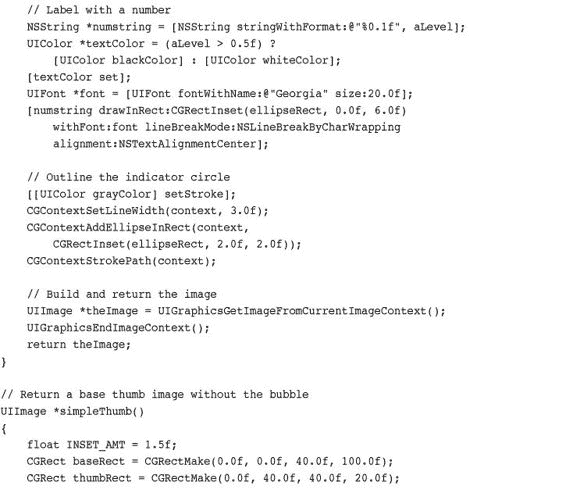 // Label with a number
NSString *numstring = [NSString stringWithFormat:@"%0.1f", aLevel];
UIColor *textColor = (aLevel > 0.5f) ?
[UIColor blackColor] : [UIColor whiteColor];
[textColor set];
UIFont *font = [UIFont fontWithName:@"Georgia" size:20.0f];
[numstring drawInRect:CGRectInset(ellipseRect, 0.0f, 6.0f)
withFont:font lineBreakMode:NSLineBreakByCharWrapping
alignment:NSTextAlignmentCenter];
// Outline the indicator circle
[[UIColor grayColor] setStroke];
CGContextSetLineWidth(context, 3.0f);
CGContextAddEllipseInRect(context,
CGRectInset(ellipseRect, 2.0f, 2.0f));
CGContextStrokePath(context);
// Build and return the image
UIImage *theImage = UIGraphicsGetImageFromCurrentImageContext();
UIGraphicsEndImageContext();
return theImage;
}
// Return a base thumb image without the bubble
UIImage *simpleThumb()
{
float INSET_AMT = 1.5f;
CGRect baseRect = CGRectMake(0.0f, 0.0f, 40.0f, 100.0f);
CGRect thumbRect = CGRectMake(0.0f, 40.0f, 40.0f, 20.0f);